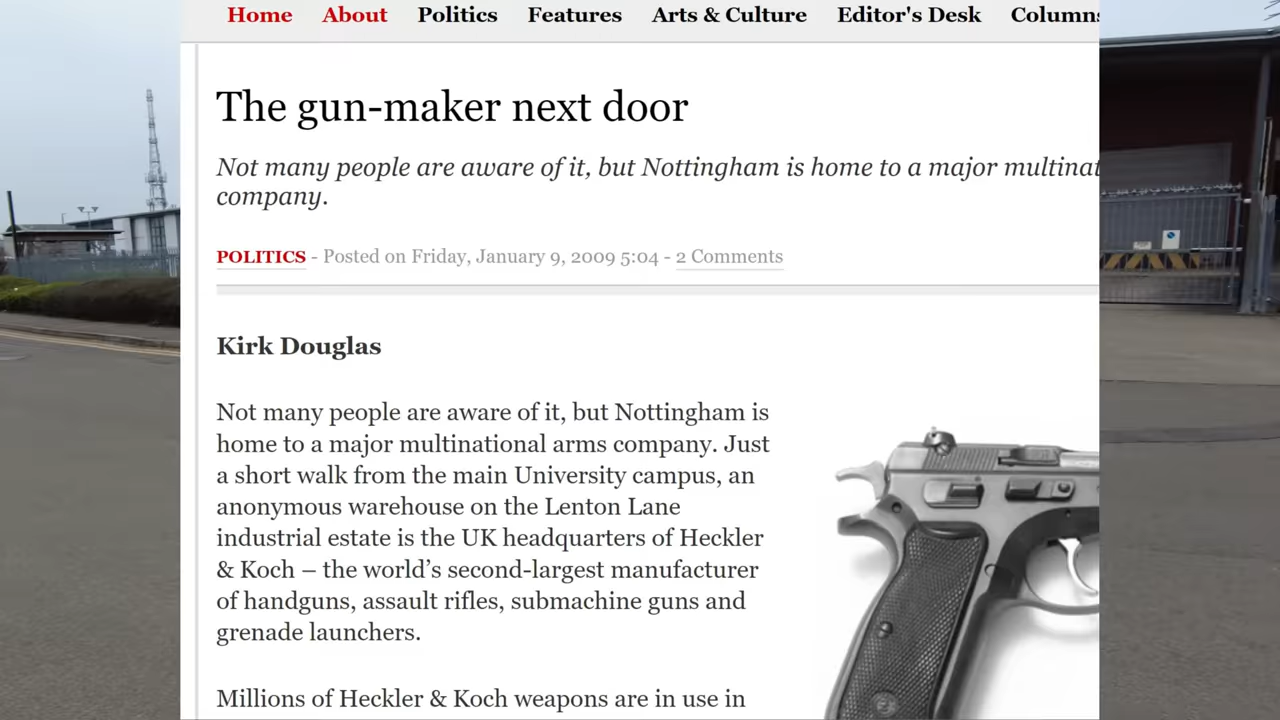 Home About Politics Features Arts & Culture Editor's Desk Columns
The gun-maker next door
Not many people are aware of it, but Nottingham is home to a major multinat
company.
POLITICS - Posted on Friday, January 9, 2009 5:04 - 2 Comments
Kirk Douglas
Not many people are aware of it, but Nottingham is
home to a major multinational arms company. Just
a short walk from the main University campus, an
anonymous warehouse on the Lenton Lane
industrial estate is the UK headquarters of Heckler
& Koch – the world's second-largest manufacturer
of handguns, assault rifles, submachine guns and
grenade launchers.
Millions of Heckler & Koch weapons are in use in